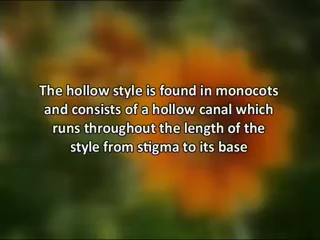 The hollow style is found in monocots
and consists of a hollow canal which
runs throughout the length of the
style from stigma to its base